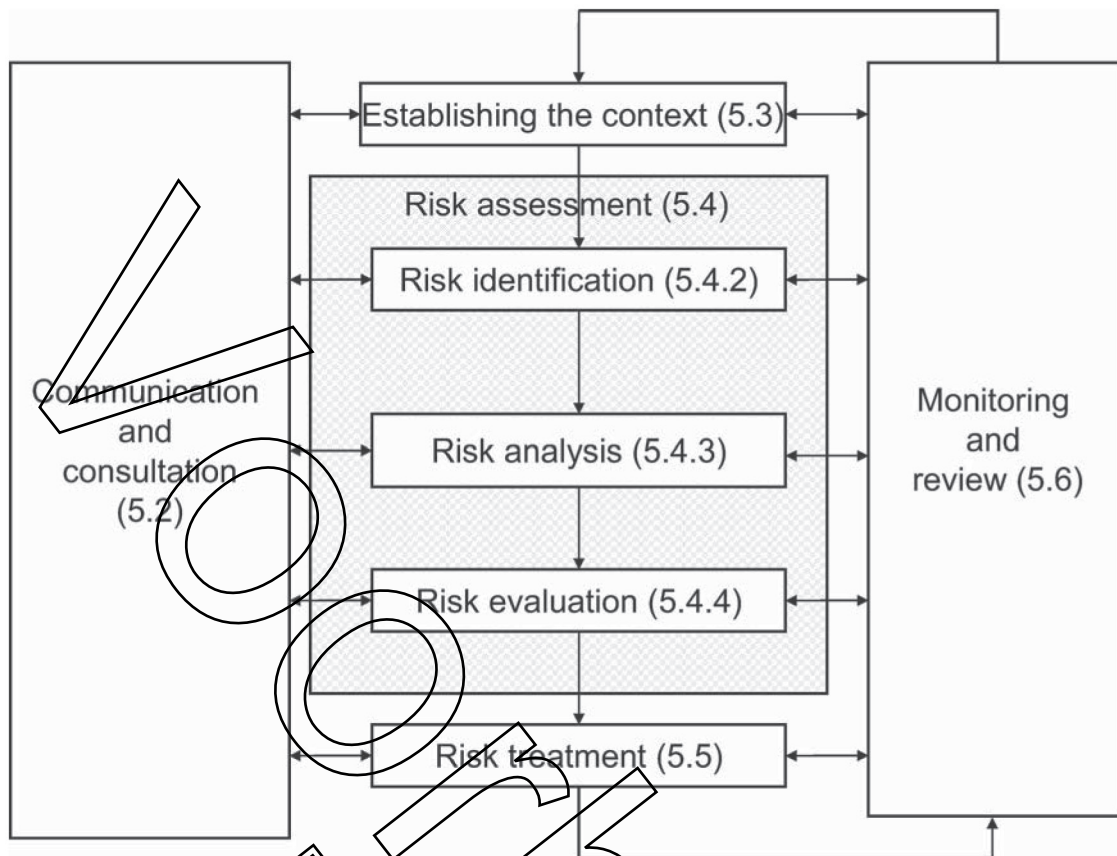 Establishing the context (5.3)
Risk assessment (5.4)
Risk identification (5.4.2)
Communication
and
consultation
(5.2)
Risk analysis (5.4.3)
Monitoring
and
review (5.6)
Risk evaluation (5.4.4)
Risk treatment (5.5)